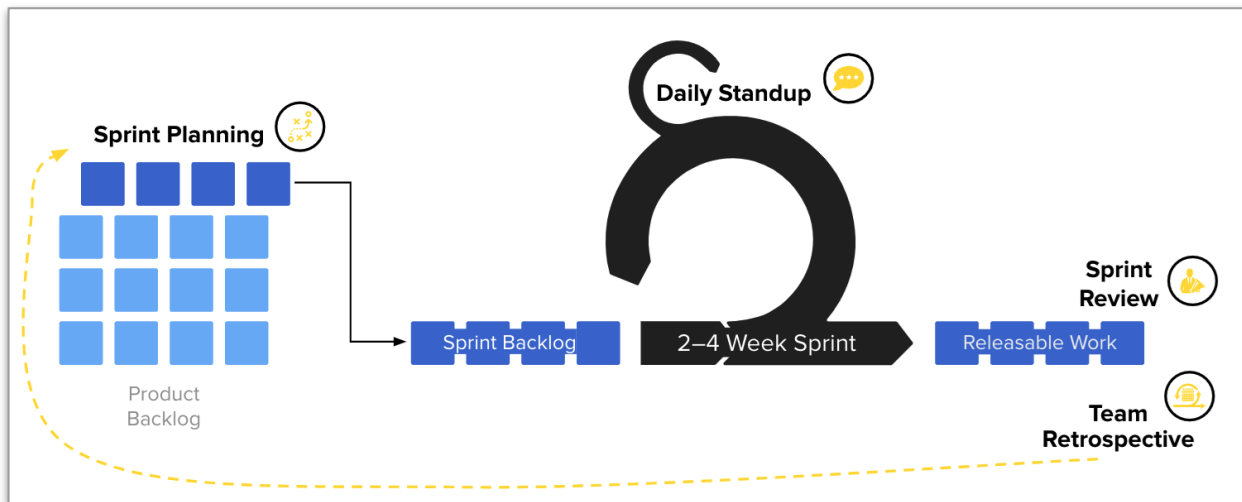 Sprint Planning
Product
Backlog
Sprint Backlog
Daily Standup
2–4 Week Sprint
Releasable Work
Sprint
Review
Team
Retrospective